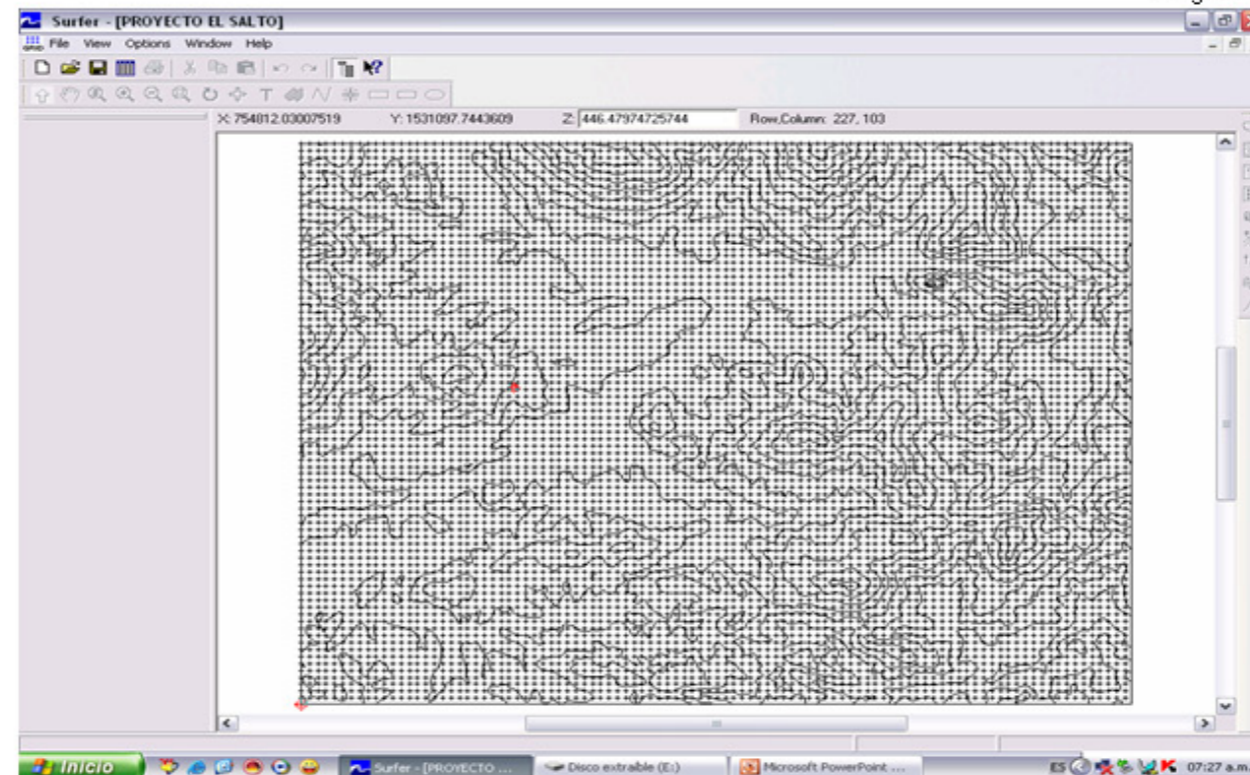 Surfer - [PROYECTO EL SALTO]
File View Options Window Help
X: 754812.03007519 Y: 1531097.7443609 Z: 446.47974725744 Row,Column: 227, 103
Inicio Surfer - [PROYECTO ... Disco extraible (E:) Microsoft PowerPoint ... ES 07:27 a.m.